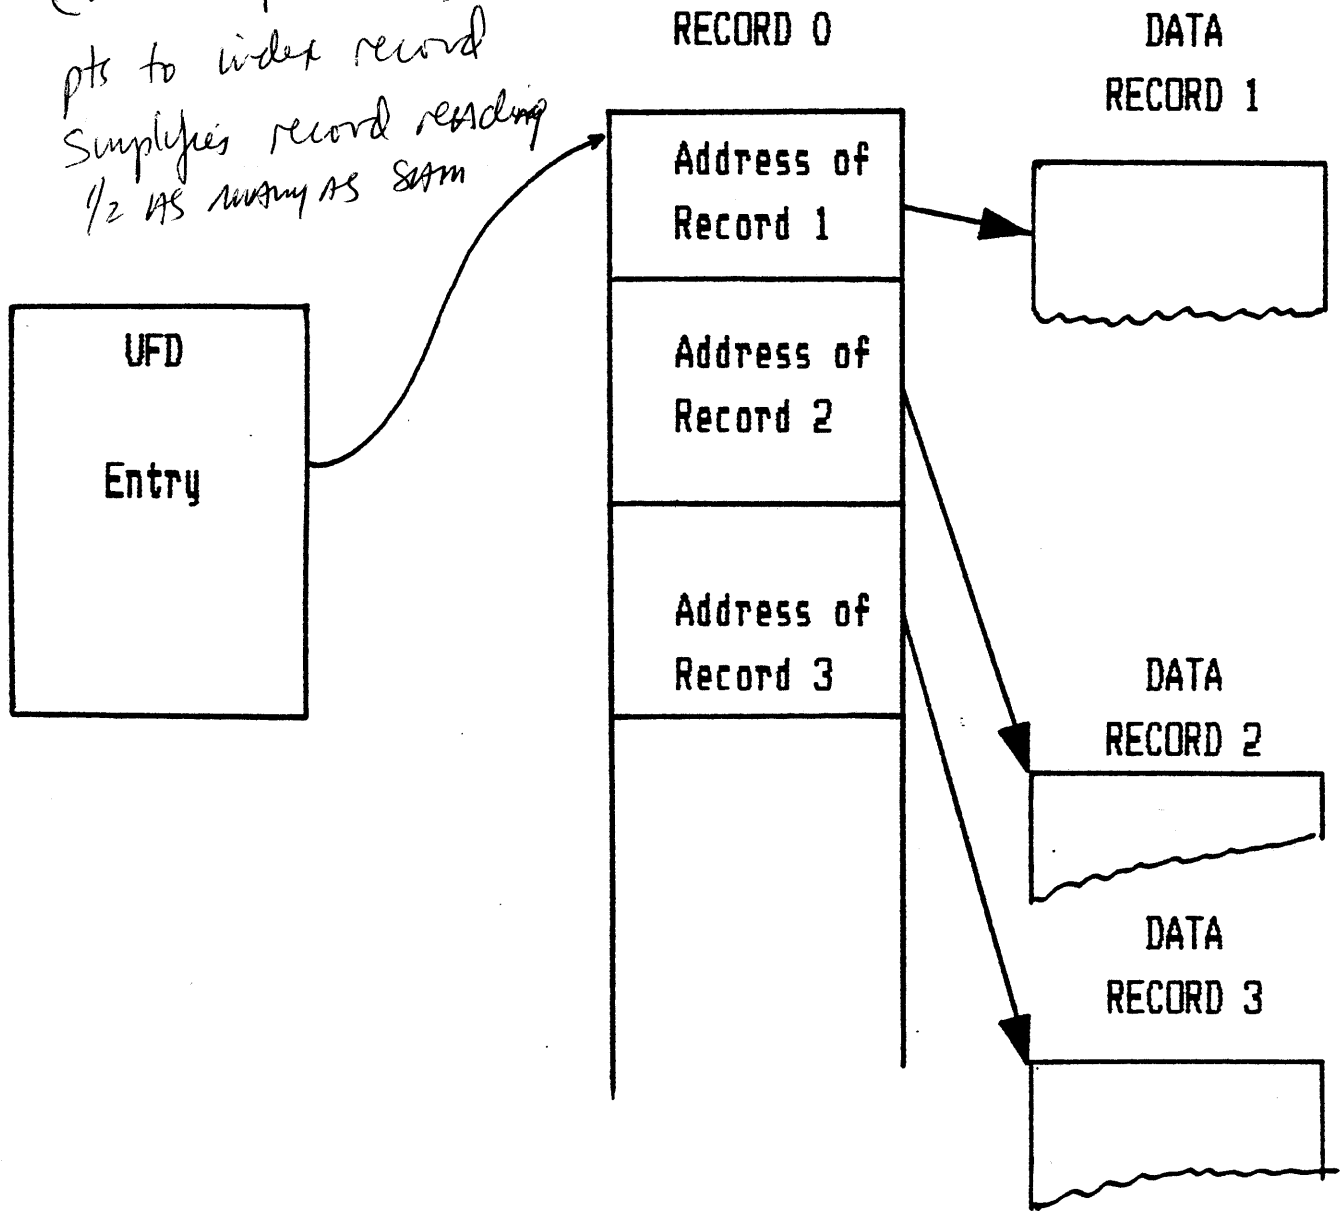 pts to index record
Simplifies record reading
1/2 AS many AS SAM
RECORD 0
DATA
RECORD 1
Address of
Record 1
UFD
Entry
Address of
Record 2
Address of
Record 3
DATA
RECORD 2
DATA
RECORD 3